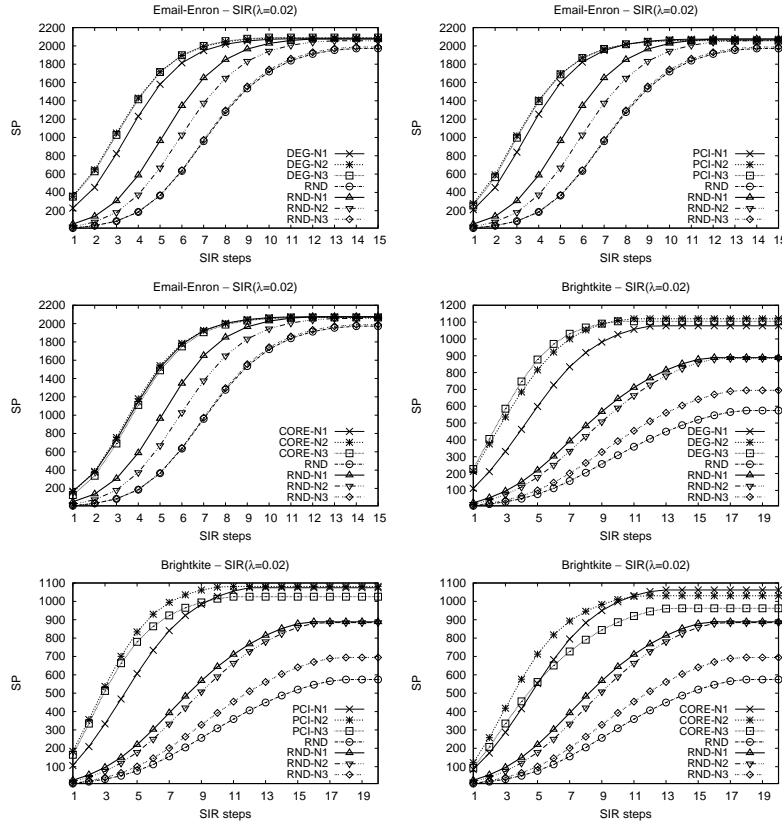 Email-Enron – SIR(λ=0.02)
2200
2000
1800
1600
1400
1200
1000
800
600
400
200
SP
DEG-N1
DEG-N2
DEG-N3
RND
RND-N1
RND-N2
RND-N3
1 2 3 4 5 6 7 8 9 10 11 12 13 14 15
SIR steps
Email-Enron – SIR(λ=0.02)
2200
2000
1800
1600
1400
1200
1000
800
600
400
200
SP
PCI-N1
PCI-N2
PCI-N3
RND
RND-N1
RND-N2
RND-N3
1 2 3 4 5 6 7 8 9 10 11 12 13 14 15
SIR steps
Email-Enron – SIR(λ=0.02)
2200
2000
1800
1600
1400
1200
1000
800
600
400
200
SP
CORE-N1
CORE-N2
CORE-N3
RND
RND-N1
RND-N2
RND-N3
1 2 3 4 5 6 7 8 9 10 11 12 13 14 15
SIR steps
Brightkite – SIR(λ=0.02)
1200
1100
1000
900
800
700
600
500
400
300
200
100
SP
DEG-N1
DEG-N2
DEG-N3
RND
RND-N1
RND-N2
RND-N3
1 3 5 7 9 11 13 15 17 19
SIR steps
Brightkite – SIR(λ=0.02)
1100
1000
900
800
700
600
500
400
300
200
100
SP
PCI-N1
PCI-N2
PCI-N3
RND
RND-N1
RND-N2
RND-N3
1 3 5 7 9 11 13 14 16 19
SIR steps
Brightkite – SIR(λ=0.02)
1100
1000
900
800
700
600
500
400
300
200
100
SP
CORE-N1
CORE-N2
CORE-N3
RND
RND-N1
RND-N2
RND-N3
1 3 5 7 9 11 13 14 16 19
SIR steps